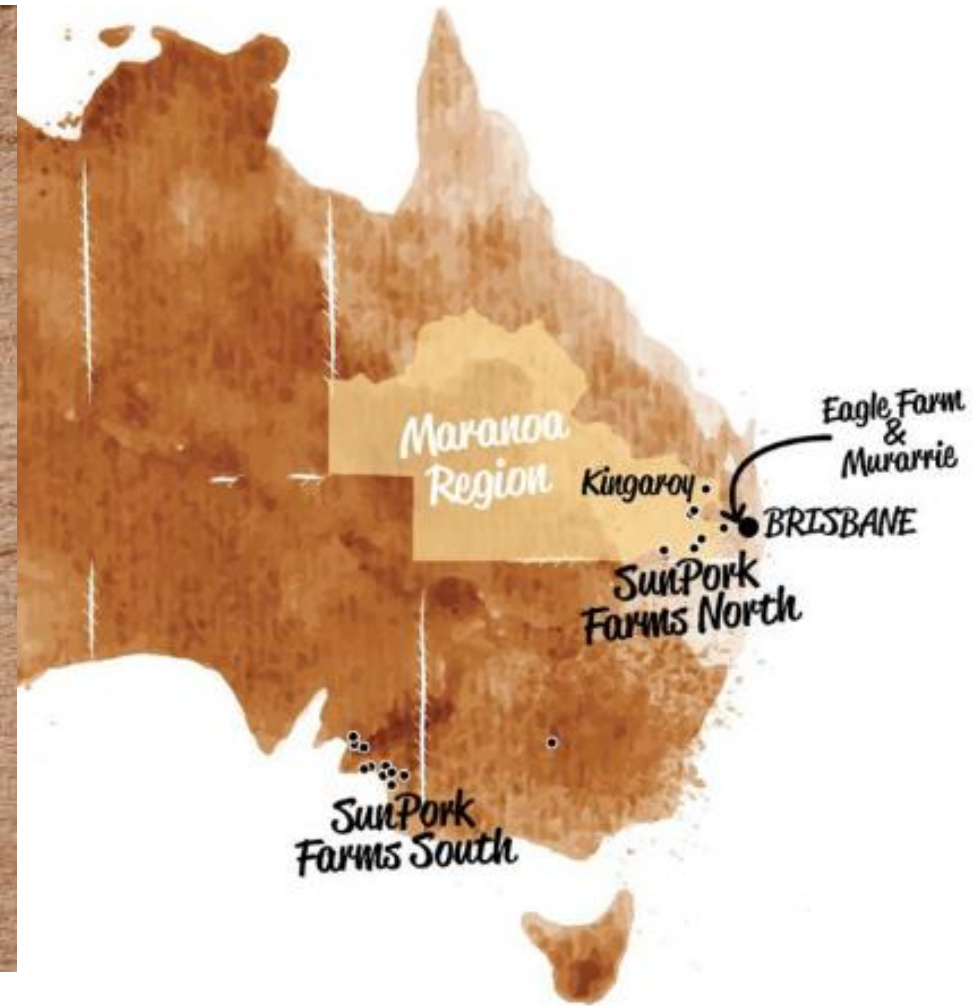 Maranoa
Region
Eagle Farm
&
Murarrie
Kingaroy
BRISBANE
SunPork
Farms North
SunPork
Farms South